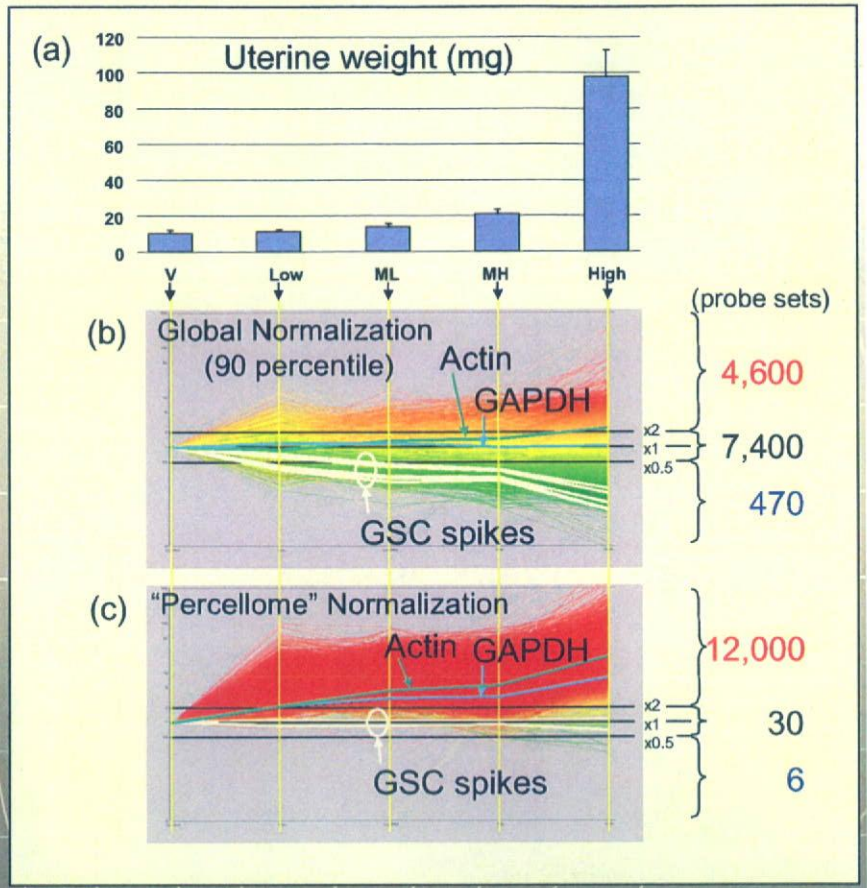 (a)
Uterine weight (mg)
120
100
80
60
40
20
0
V Low ML MH High
(probe sets)
(b)
Global Normalization
(90 percentile)
Actin
GAPDH
GSC spikes
x2
x1
x0.5
4,600
7,400
470
(c)
"Percellome" Normalization
Actin
GAPDH
GSC spikes
x2
x1
x0.5
12,000
30
6